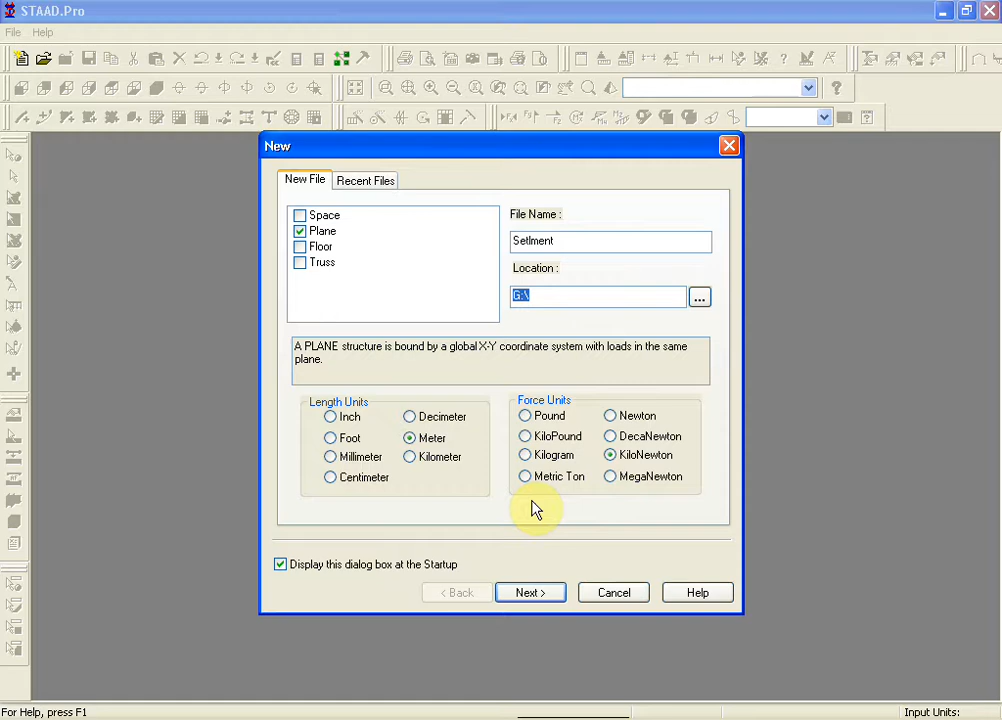 STAAD.Pro
File Help
New
New File Recent Files
Space
Plane
Floor
Truss
File Name :
Setlment
Location :
G:\
...
A PLANE structure is bound by a global X-Y coordinate system with loads in the same
plane.
Length Units
Inch Decimeter
Foot Meter
Millimeter Kilometer
Centimeter
Force Units
Pound Newton
KiloPound DecaNewton
Kilogram KiloNewton
Metric Ton MegaNewton
Display this dialog box at the Startup
< Back Next > Cancel Help
For Help, press F1 Input Units: